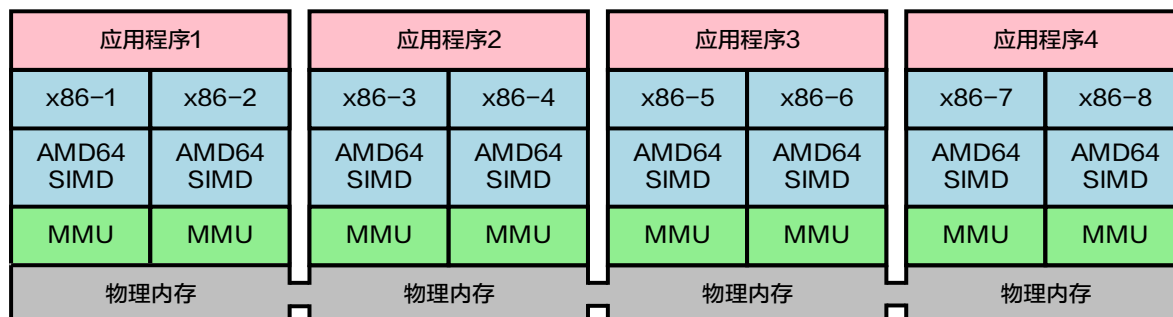 应用程序1 应用程序2 应用程序3 应用程序4
x86-1 x86-2 x86-3 x86-4 x86-5 x86-6 x86-7 x86-8
AMD64 AMD64 AMD64 AMD64 AMD64 AMD64 AMD64 AMD64
SIMD SIMD SIMD SIMD SIMD SIMD SIMD SIMD
MMU MMU MMU MMU MMU MMU MMU MMU
物理内存 物理内存 物理内存 物理内存